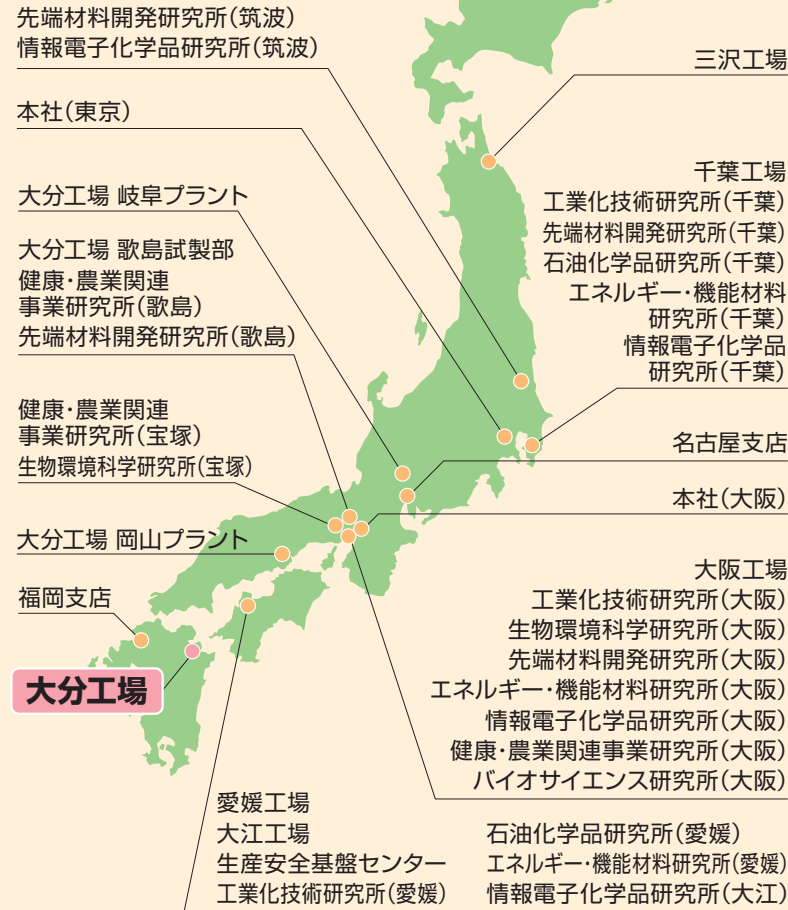 先端材料開発研究所(筑波)
情報電子化学品研究所(筑波)
本社(東京)
大分工場 岐阜プラント
大分工場 歌島試製部
健康・農業関連
事業研究所(歌島)
先端材料開発研究所(歌島)
健康・農業関連
事業研究所(宝塚)
生物環境科学研究所(宝塚)
大分工場 岡山プラント
福岡支店
大分工場
三沢工場
千葉工場
工業化技術研究所(千葉)
先端材料開発研究所(千葉)
石油化学品研究所(千葉)
エネルギー・機能材料
研究所(千葉)
情報電子化学品
研究所(千葉)
名古屋支店
本社(大阪)
大阪工場
工業化技術研究所(大阪)
生物環境科学研究所(大阪)
先端材料開発研究所(大阪)
エネルギー・機能材料研究所(大阪)
情報電子化学品研究所(大阪)
健康・農業関連事業研究所(大阪)
バイオサイエンス研究所(大阪)
愛媛工場
大江工場
生産安全基盤センター
工業化技術研究所(愛媛)
石油化学品研究所(愛媛)
エネルギー・機能材料研究所(愛媛)
情報電子化学品研究所(大江)